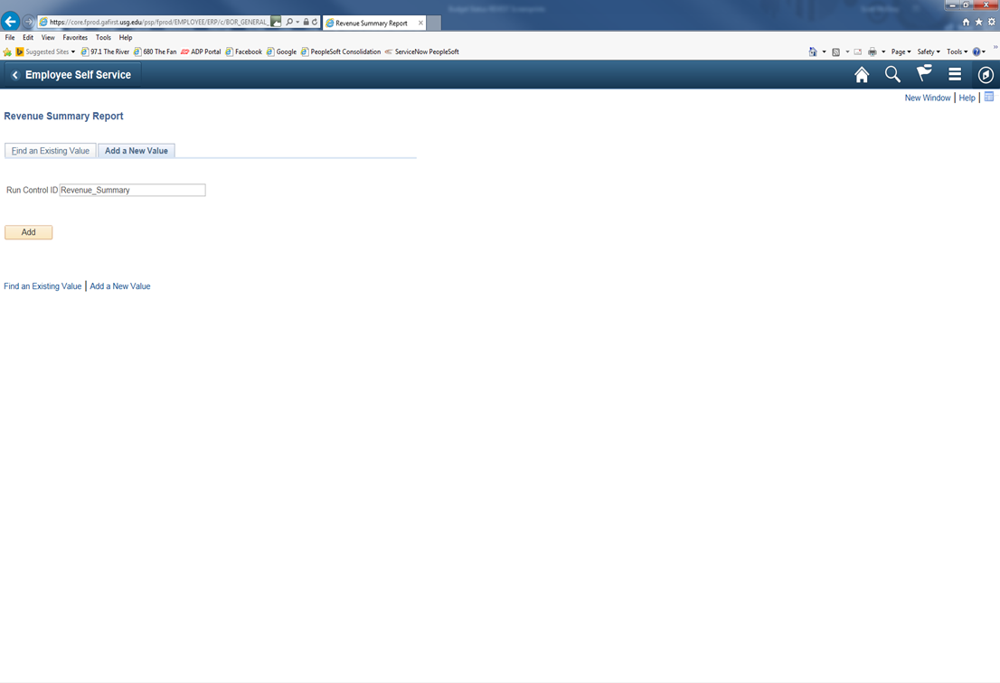 https://core.fprod.gafirst.usg.edu/psp/fprod/EMPLOYEE/ERP/c/BOR_GENERAL_
Revenue Summary Report
File Edit View Favorites Tools Help
Suggested Sites 97.1 The River 680 The Fan ADP Portal Facebook Google PeopleSoft Consolidation ServiceNow PeopleSoft
Page Safety Tools
Employee Self Service
New Window | Help |
Revenue Summary Report
Find an Existing Value Add a New Value
Run Control ID Revenue_Summary
Add
Find an Existing Value | Add a New Value